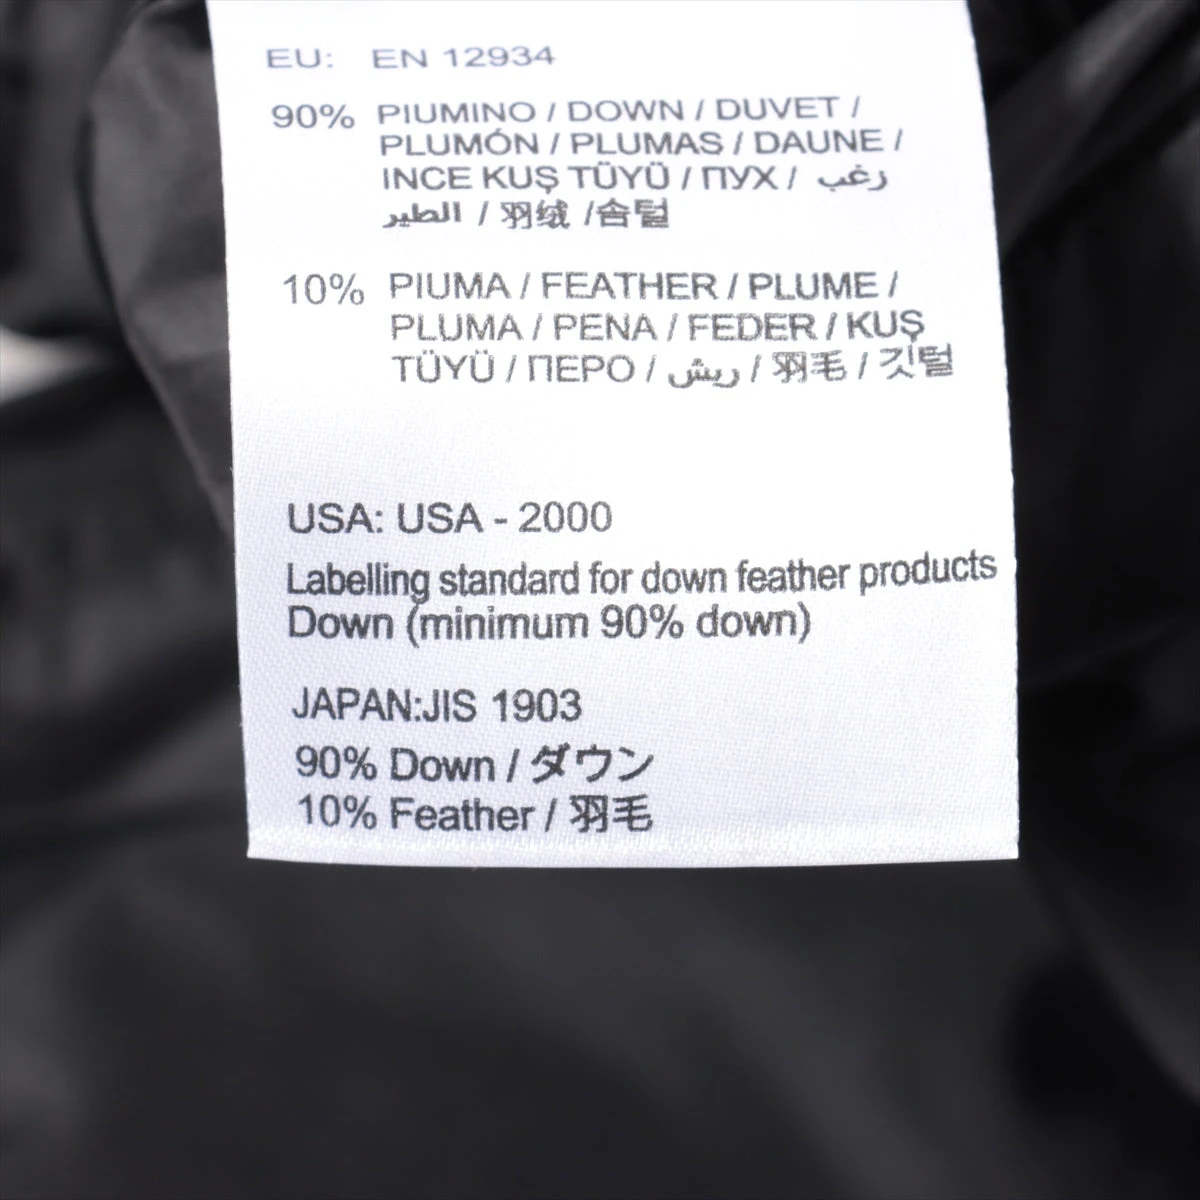 EU: EN 12934
90% PIUMINO / DOWN / DUVET /
PLUMÓN / PLUMAS / DAUNE /
INCE KUŞ TÜYÜ / ПУХ / زغب
الطير / 羽绒 /솜털
10% PIUMA / FEATHER / PLUME /
PLUMA / PENA / FEDER / KUŞ
TÜYÜ / ПЕРО / ريش / 羽毛 / 깃털
USA: USA - 2000
Labelling standard for down feather products
Down (minimum 90% down)
JAPAN:JIS 1903
90% Down / ダウン
10% Feather / 羽毛